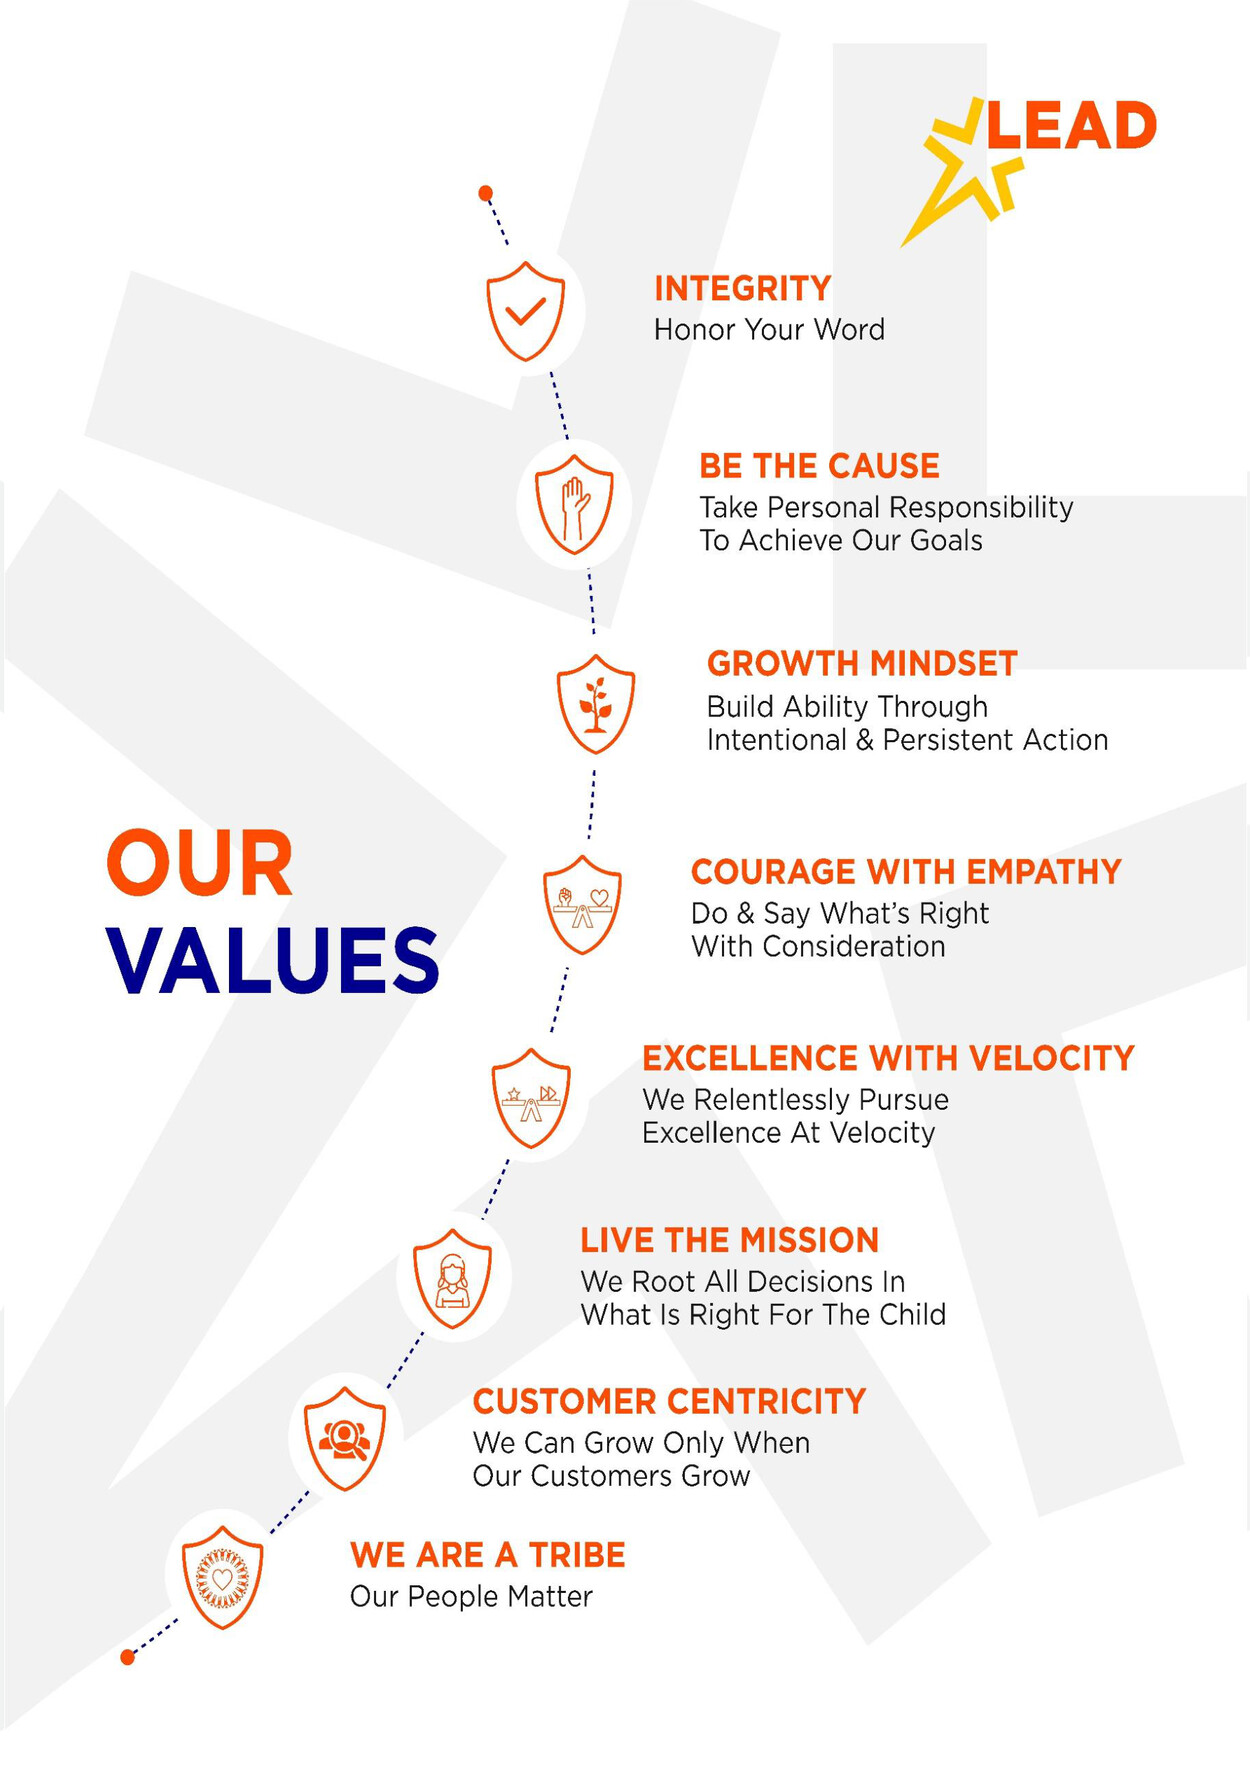 LEAD
INTEGRITY
Honor Your Word
BE THE CAUSE
Take Personal Responsibility
To Achieve Our Goals
GROWTH MINDSET
Build Ability Through
Intentional & Persistent Action
OUR
VALUES
COURAGE WITH EMPATHY
Do & Say What's Right
With Consideration
EXCELLENCE WITH VELOCITY
We Relentlessly Pursue
Excellence At Velocity
LIVE THE MISSION
We Root All Decisions In
What Is Right For The Child
CUSTOMER CENTRICITY
We Can Grow Only When
Our Customers Grow
WE ARE A TRIBE
Our People Matter